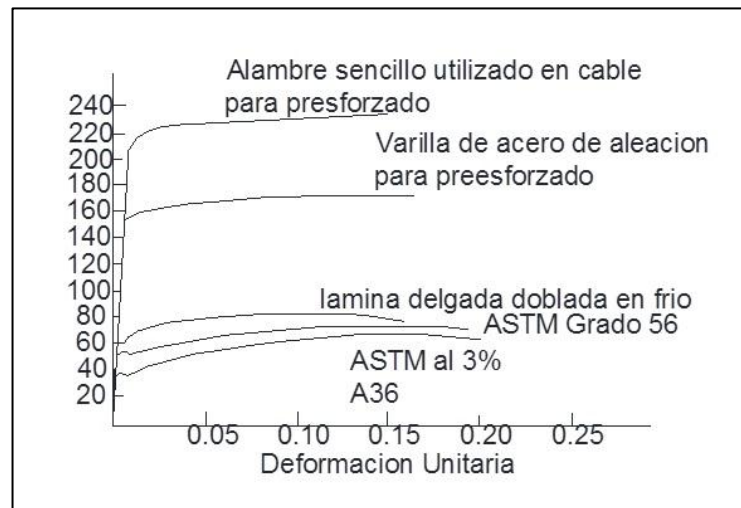 Alambre sencillo utilizado en cable
para presforzado
Varilla de acero de aleacion
para preesforzado
lamina delgada doblada en frio
ASTM Grado 56
ASTM al 3%
A36
240
220
200
180
160
140
120
100
80
60
40
20
0.05 0.10 0.15 0.20 0.25
Deformacion Unitaria